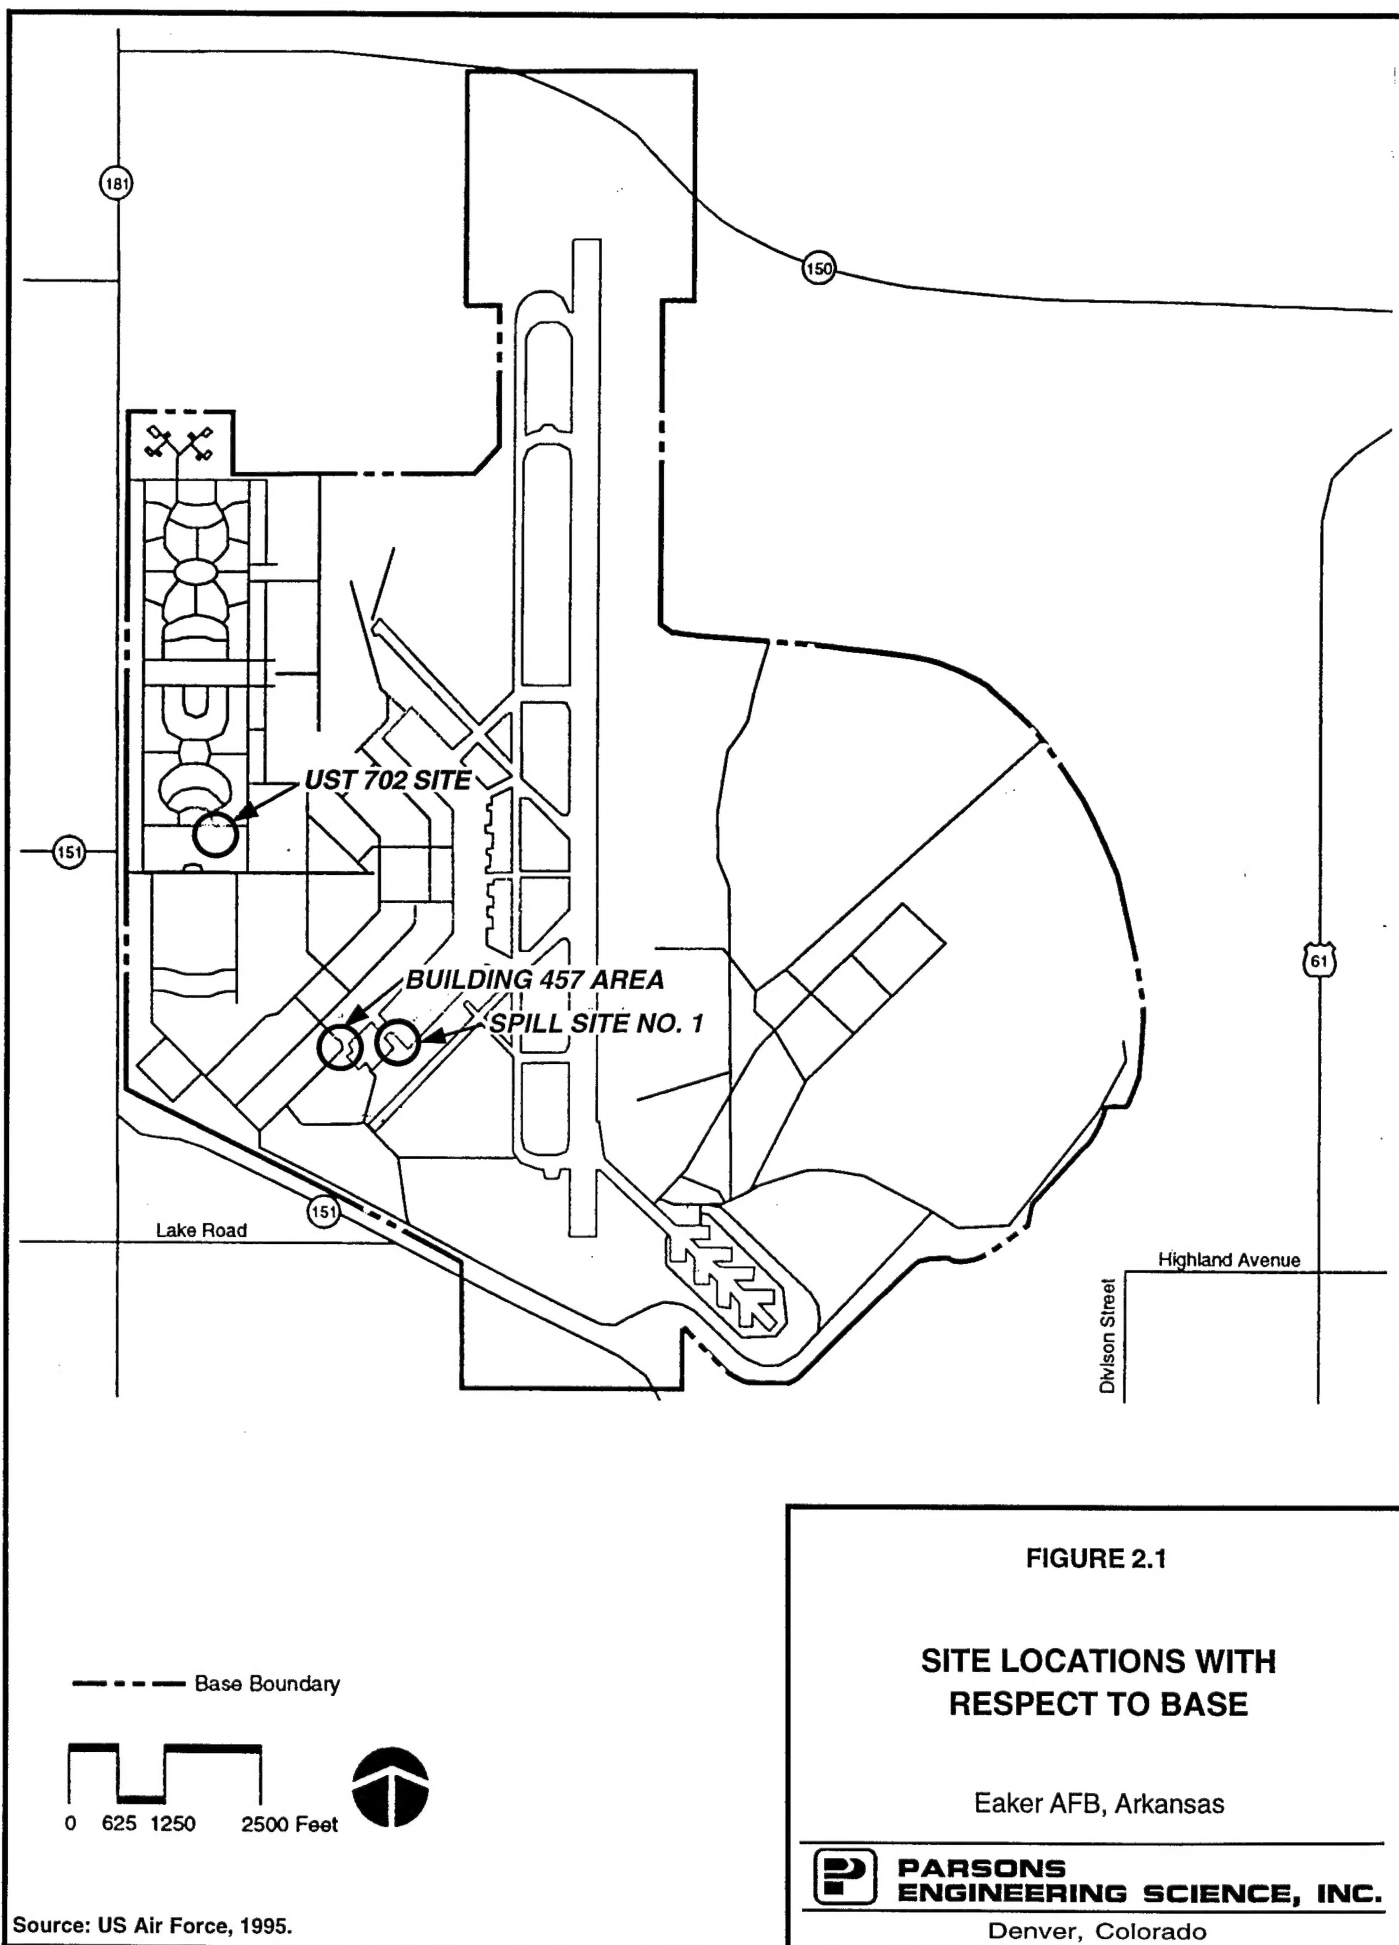 181
150
UST 702 SITE
151
61
BUILDING 457 AREA
SPILL SITE NO. 1
151
Lake Road
Highland Avenue
Divison Street
FIGURE 2.1
SITE LOCATIONS WITH
RESPECT TO BASE
Base Boundary
0 625 1250 2500 Feet
Eaker AFB, Arkansas
PARSONS
ENGINEERING SCIENCE, INC.
Denver, Colorado
Source: US Air Force, 1995.